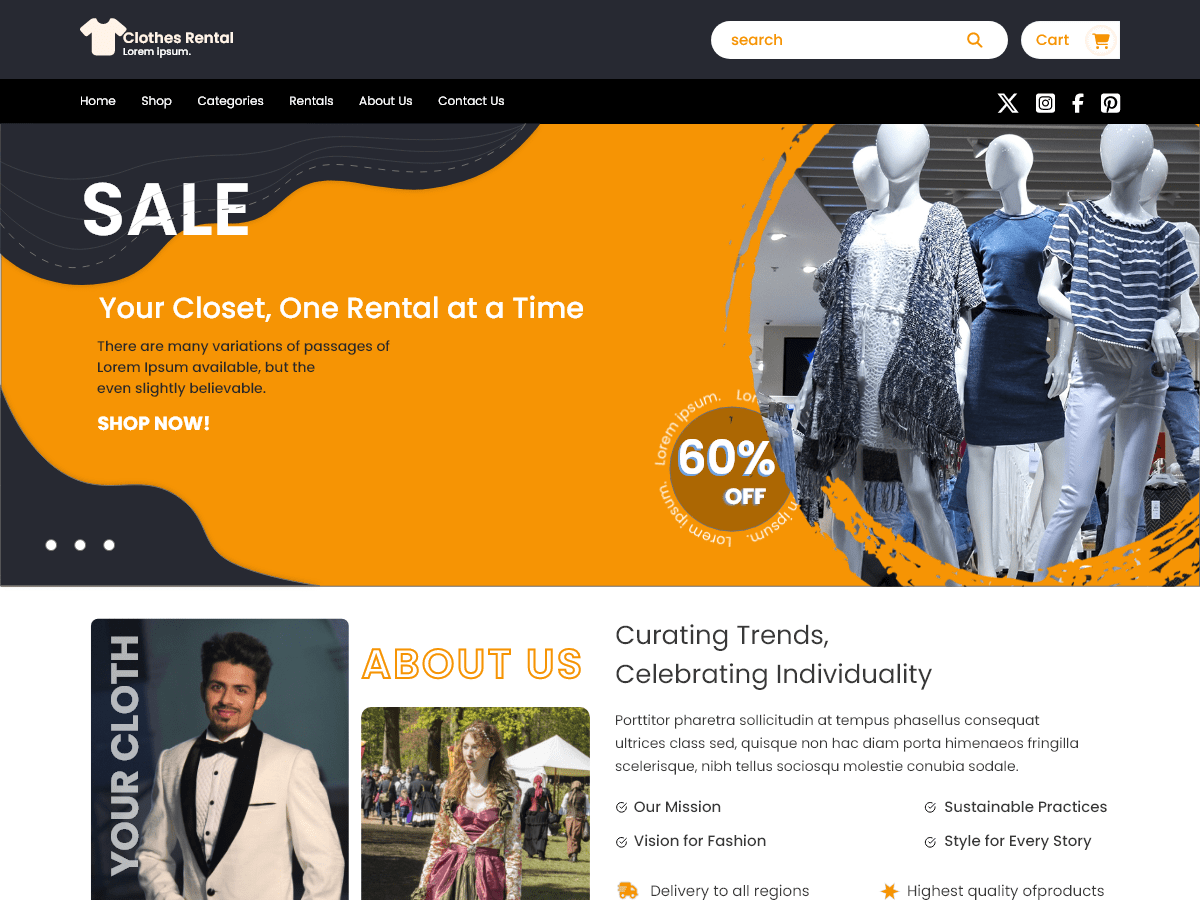 Clothes Rental
Lorem ipsum.
search
Cart
Home Shop Categories Rentals About Us Contact Us
SALE
Your Closet, One Rental at a Time
There are many variations of passages of
Lorem Ipsum available, but the
even slightly believable.
SHOP NOW!
Lorem ipsum.
Lorem ipsum.
Lorem ipsum.
60%
OFF
YOUR CLOTH
ABOUT US
Curating Trends,
Celebrating Individuality
Porttitor pharetra sollicitudin at tempus phasellus consequat
ultrices class sed, quisque non hac diam porta himenaeos fringilla
scelerisque, nibh tellus sociosqu molestie conubia sodale.
Our Mission
Sustainable Practices
Vision for Fashion
Style for Every Story
Delivery to all regions
Highest quality ofproducts